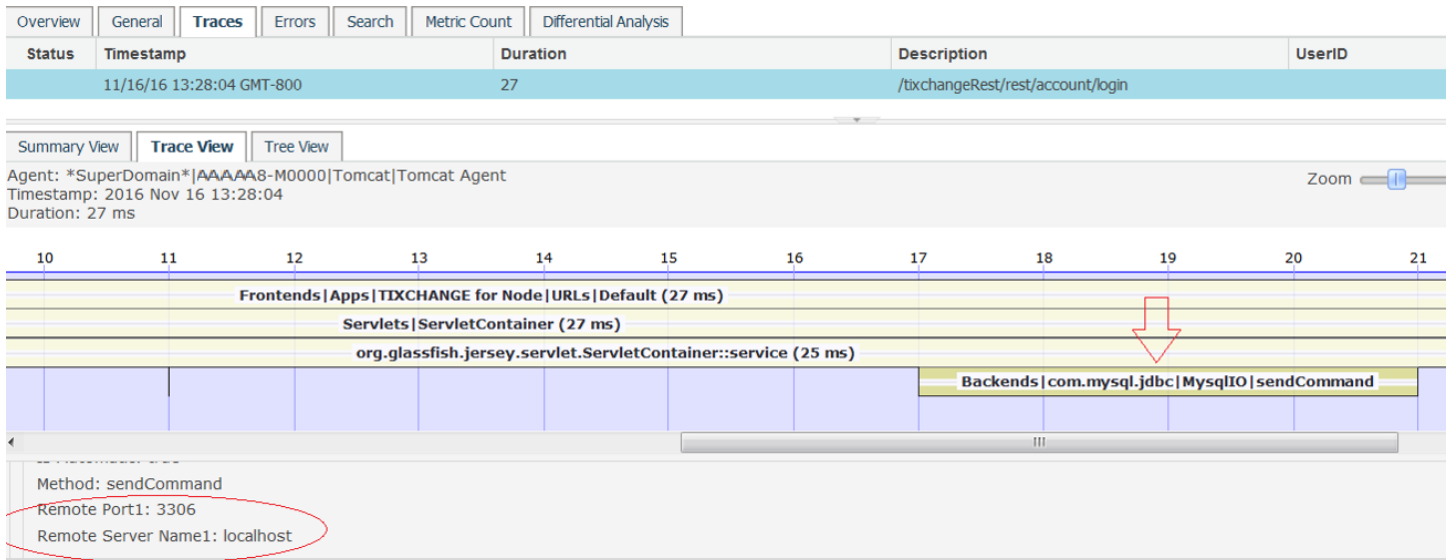 Overview General Traces Errors Search Metric Count Differential Analysis
Status Timestamp Duration Description UserID
11/16/16 13:28:04 GMT-800 27 /tixchangeRest/rest/account/login
Summary View Trace View Tree View
Agent: *SuperDomain*|AAAAA8-M0000|Tomcat|Tomcat Agent
Zoom
Timestamp: 2016 Nov 16 13:28:04
Duration: 27 ms
10 11 12 13 14 15 16 17 18 19 20 21
Frontends|Apps|TIXCHANGE for Node|URLs|Default (27 ms)
Servlets|ServletContainer (27 ms)
org.glassfish.jersey.servlet.ServletContainer::service (25 ms)
Backends|com.mysql.jdbc|MysqlIO|sendCommand
Method: sendCommand
Remote Port1: 3306
Remote Server Name1: localhost